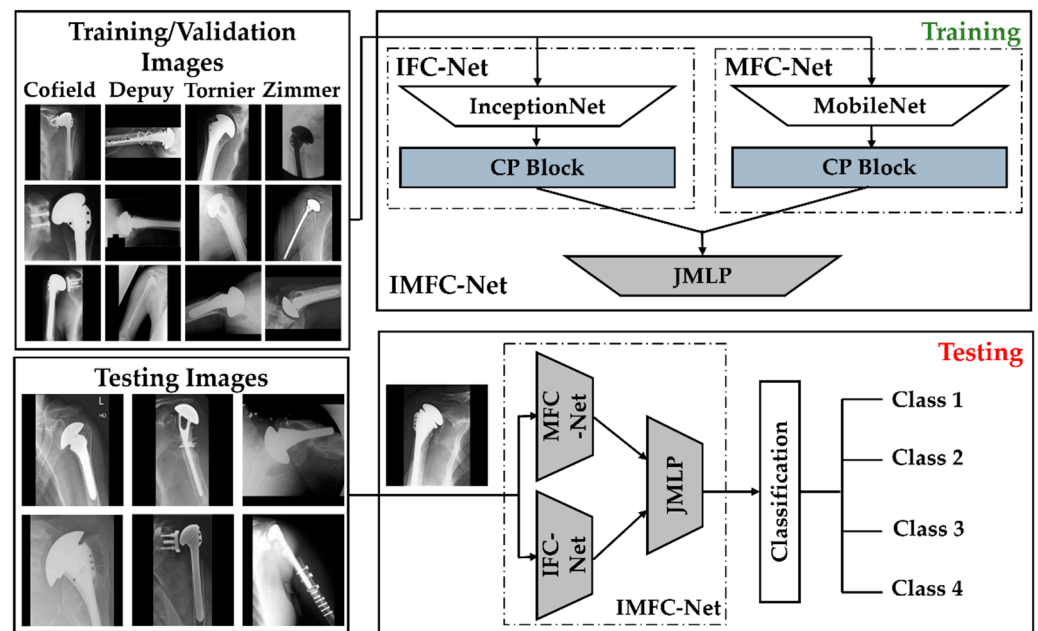 Training/Validation
Images
Cofield Depuy Tornier Zimmer
Training
IFC-Net
InceptionNet
CP Block
MFC-Net
MobileNet
CP Block
JMLP
IMFC-Net
Testing Images
L
HO
Testing
MFC
-Net
IFC-
Net
JMLP
IMFC-Net
Classification
Class 1
Class 2
Class 3
Class 4